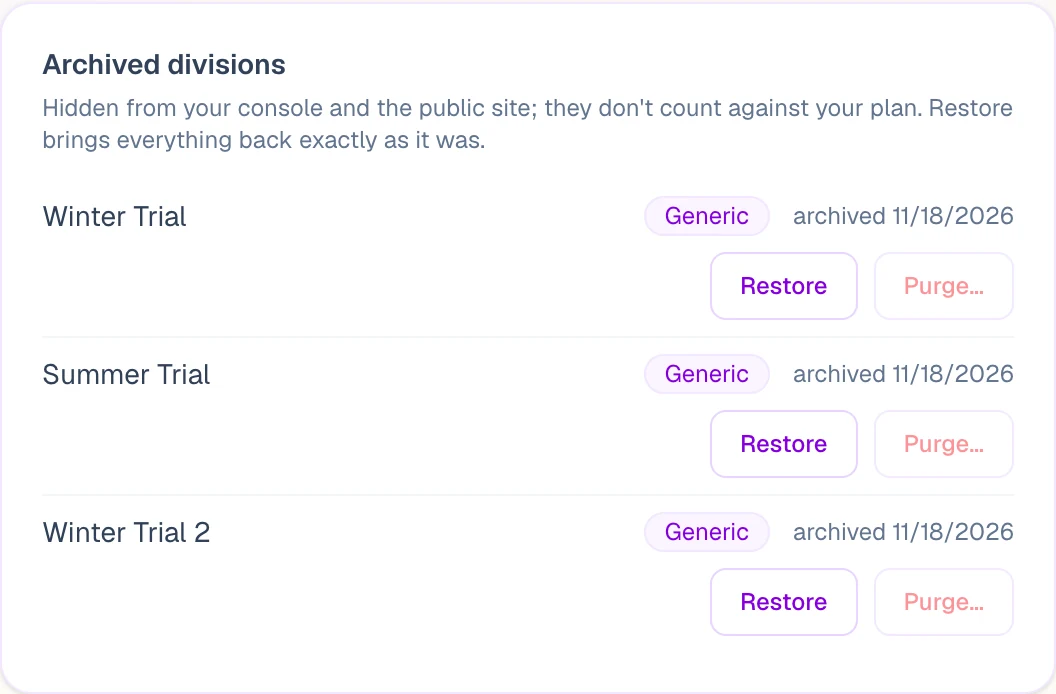 Archived divisions
Hidden from your console and the public site; they don't count against your plan. Restore
brings everything back exactly as it was.
Winter Trial Generic archived 11/18/2026
Restore Purge...
Summer Trial Generic archived 11/18/2026
Restore Purge...
Winter Trial 2 Generic archived 11/18/2026
Restore Purge...